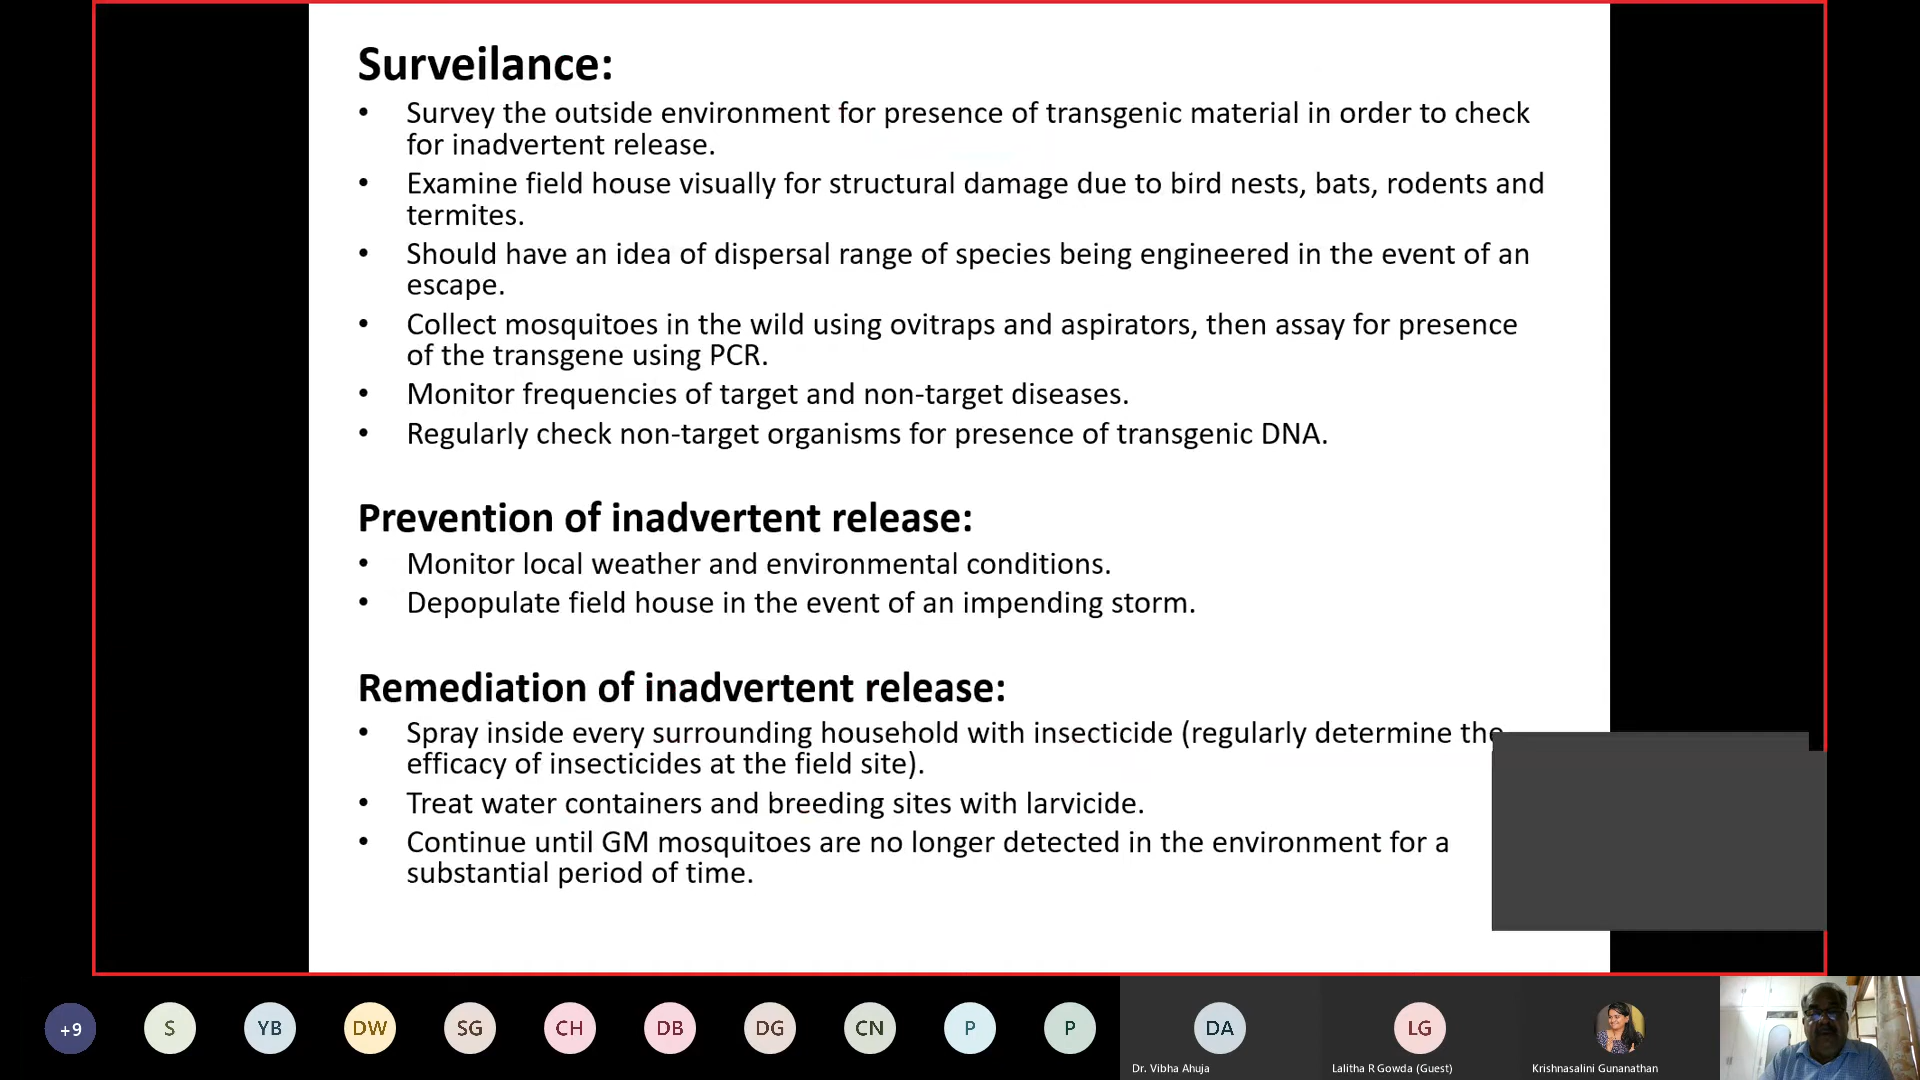 Surveilance:
• Survey the outside environment for presence of transgenic material in order to check
for inadvertent release.
• Examine field house visually for structural damage due to bird nests, bats, rodents and
termites.
• Should have an idea of dispersal range of species being engineered in the event of an
escape.
• Collect mosquitoes in the wild using ovitraps and aspirators, then assay for presence
of the transgene using PCR.
• Monitor frequencies of target and non-target diseases.
• Regularly check non-target organisms for presence of transgenic DNA.
Prevention of inadvertent release:
• Monitor local weather and environmental conditions.
• Depopulate field house in the event of an impending storm.
Remediation of inadvertent release:
• Spray inside every surrounding household with insecticide (regularly determine the
efficacy of insecticides at the field site).
• Treat water containers and breeding sites with larvicide.
• Continue until GM mosquitoes are no longer detected in the environment for a
substantial period of time.
+9 S YB DW SG CH DB DG CN P P DA LG
Dr. Vibha Ahuja Lalitha R Gowda (Guest) Krishnasalini Gunanathan